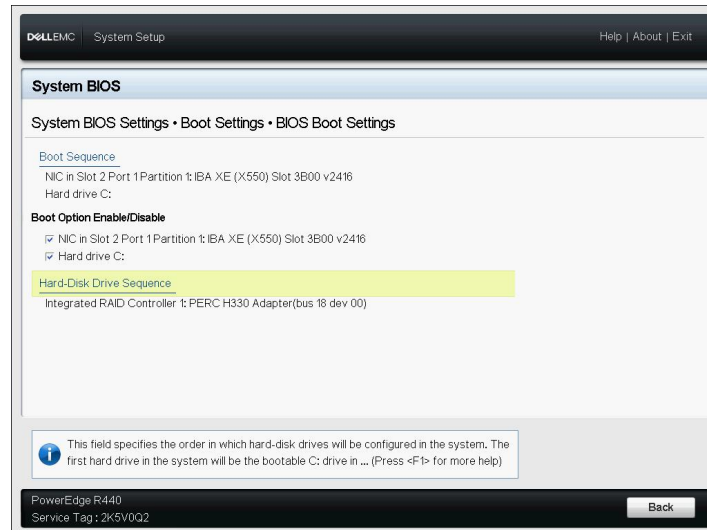 DELLEMC System Setup
Help | About | Exit
System BIOS
System BIOS Settings • Boot Settings • BIOS Boot Settings
Boot Sequence
NIC in Slot 2 Port 1 Partition 1: IBA XE (X550) Slot 3B00 v2416
Hard drive C:
Boot Option Enable/Disable
NIC in Slot 2 Port 1 Partition 1: IBA XE (X550) Slot 3B00 v2416
Hard drive C:
Hard-Disk Drive Sequence
Integrated RAID Controller 1: PERC H330 Adapter(bus 18 dev 00)
This field specifies the order in which hard-disk drives will be configured in the system. The
first hard drive in the system will be the bootable C: drive in ... (Press <F1> for more help)
PowerEdge R440
Service Tag : 2K5V0Q2
Back